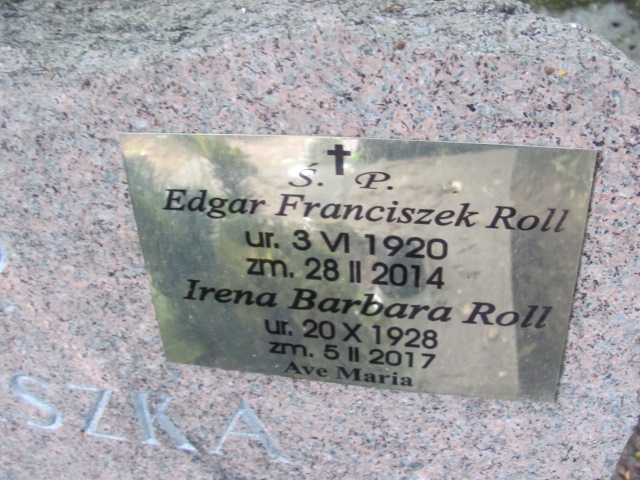 Ś. P.
Edgar Franciszek Roll
ur. 3 VI 1920
zm. 28 II 2014
Irena Barbara Roll
ur. 20 X 1928
zm. 5 II 2017
Ave Maria
SZKA